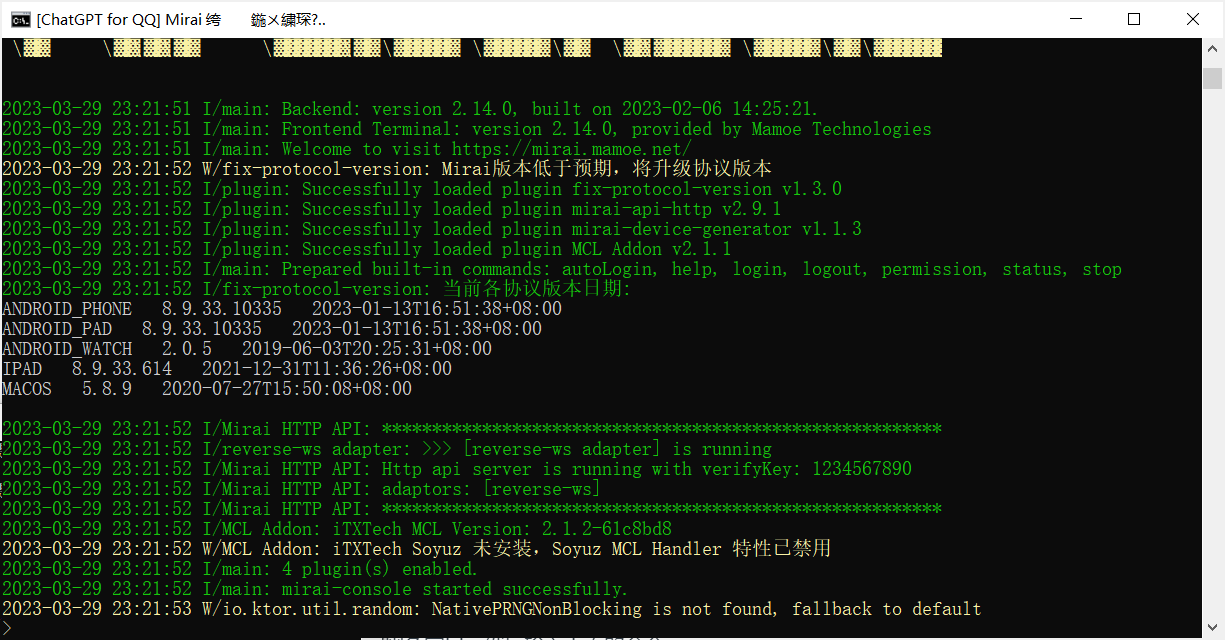 [ChatGPT for QQ] Mirai 绔 鍦ㄨ繍琛?..
2023-03-29 23:21:51 I/main: Backend: version 2.14.0, built on 2023-02-06 14:25:21.
2023-03-29 23:21:51 I/main: Frontend Terminal: version 2.14.0, provided by Mamoe Technologies
2023-03-29 23:21:51 I/main: Welcome to visit https://mirai.mamoe.net/
2023-03-29 23:21:52 W/fix-protocol-version: Mirai版本低于预期，将升级协议版本
2023-03-29 23:21:52 I/plugin: Successfully loaded plugin fix-protocol-version v1.3.0
2023-03-29 23:21:52 I/plugin: Successfully loaded plugin mirai-api-http v2.9.1
2023-03-29 23:21:52 I/plugin: Successfully loaded plugin mirai-device-generator v1.1.3
2023-03-29 23:21:52 I/plugin: Successfully loaded plugin MCL Addon v2.1.1
2023-03-29 23:21:52 I/main: Prepared built-in commands: autoLogin, help, login, logout, permission, status, stop
2023-03-29 23:21:52 I/fix-protocol-version: 当前各协议版本日期:
ANDROID_PHONE 8.9.33.10335 2023-01-13T16:51:38+08:00
ANDROID_PAD 8.9.33.10335 2023-01-13T16:51:38+08:00
ANDROID_WATCH 2.0.5 2019-06-03T20:25:31+08:00
IPAD 8.9.33.614 2021-12-31T11:36:26+08:00
MACOS 5.8.9 2020-07-27T15:50:08+08:00
2023-03-29 23:21:52 I/Mirai HTTP API: ********************************************************
2023-03-29 23:21:52 I/reverse-ws adapter: >>> [reverse-ws adapter] is running
2023-03-29 23:21:52 I/Mirai HTTP API: Http api server is running with verifyKey: 1234567890
2023-03-29 23:21:52 I/Mirai HTTP API: adaptors: [reverse-ws]
2023-03-29 23:21:52 I/Mirai HTTP API: ********************************************************
2023-03-29 23:21:52 I/MCL Addon: iTXTech MCL Version: 2.1.2-61c8bd8
2023-03-29 23:21:52 W/MCL Addon: iTXTech Soyuz 未安装，Soyuz MCL Handler 特性已禁用
2023-03-29 23:21:52 I/main: 4 plugin(s) enabled.
2023-03-29 23:21:52 I/main: mirai-console started successfully.
2023-03-29 23:21:53 W/io.ktor.util.random: NativePRNGNonBlocking is not found, fallback to default
>